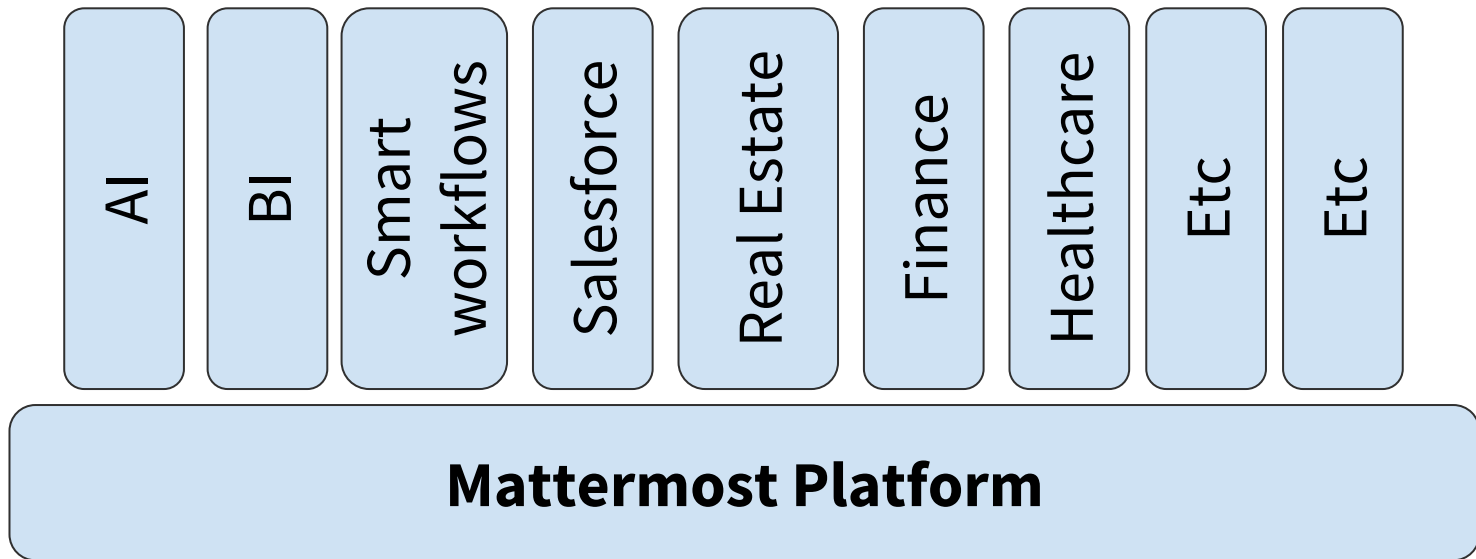 AI
BI
Smart
workflows
Salesforce
Real Estate
Finance
Healthcare
Etc
Etc
Mattermost Platform